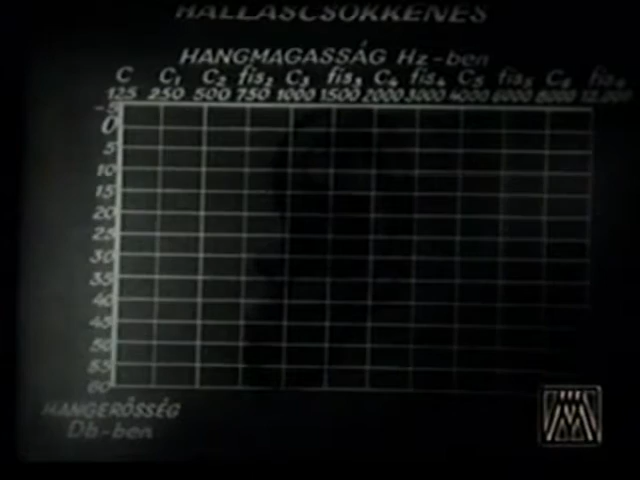 HALLÁSCSÖKKENÉS
HANGMAGASSÁG Hz-ben
C C₁ C₂ fis₂ C₃ fis₃ C₄ fis₄ C₅ fis₅ C₆ fis₆
125 250 500 750 1000 1500 2000 3000 4000 6000 8000 12.000
-5
0
5
10
15
20
25
30
35
40
45
50
55
60
HANGERŐSSÉG
Db-ben